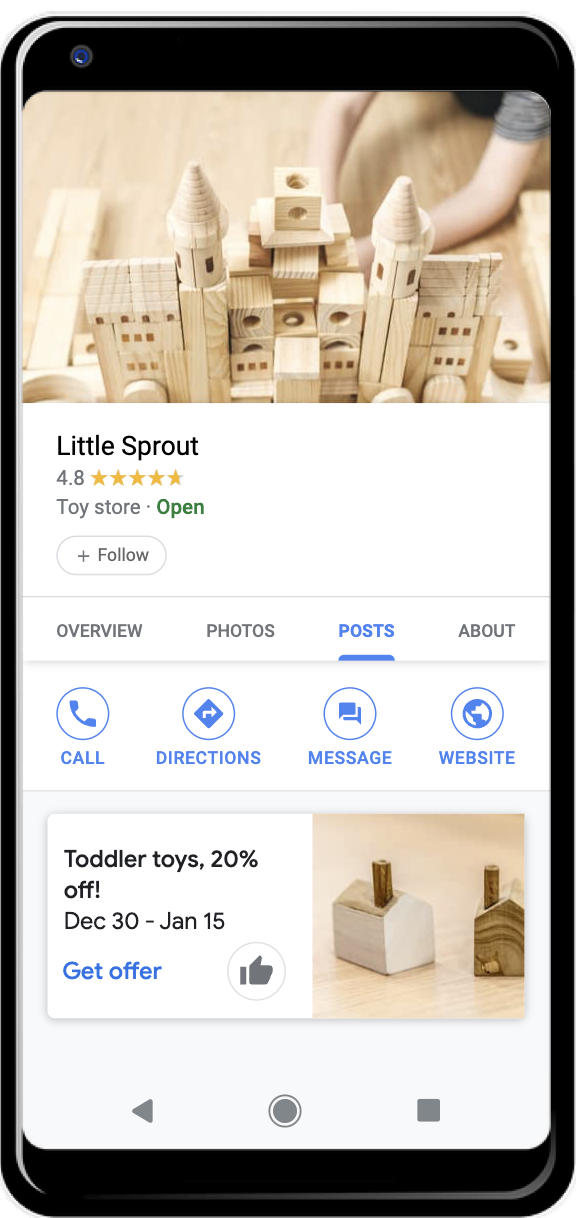 Little Sprout
4.8
Toy store · Open
+ Follow
OVERVIEW PHOTOS POSTS ABOUT
CALL DIRECTIONS MESSAGE WEBSITE
Toddler toys, 20%
off!
Dec 30 - Jan 15
Get offer